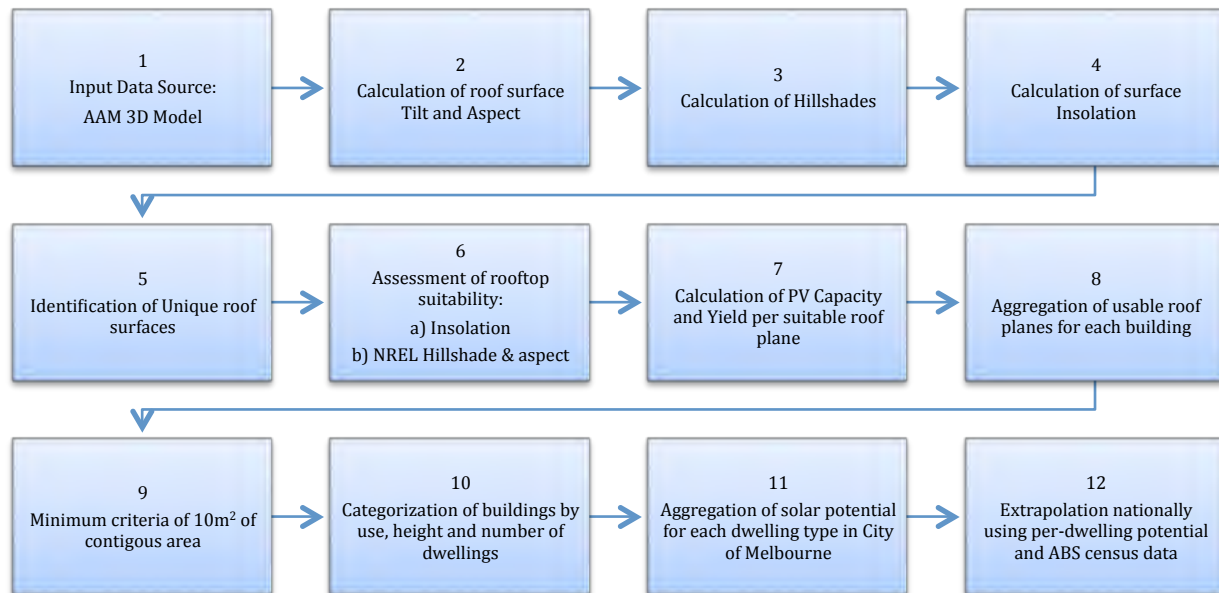 1
Input Data Source:
AAM 3D Model
2
Calculation of roof surface
Tilt and Aspect
3
Calculation of Hillshades
4
Calculation of surface
Insolation
5
Identification of Unique roof
surfaces
6
Assessment of rooftop
suitability:
a) Insolation
b) NREL Hillshade & aspect
7
Calculation of PV Capacity
and Yield per suitable roof
plane
8
Aggregation of usable roof
planes for each building
9
Minimum criteria of 10m² of
contigous area
10
Categorization of buildings by
use, height and number of
dwellings
11
Aggregation of solar potential
for each dwelling type in City
of Melbourne
12
Extrapolation nationally
using per-dwelling potential
and ABS census data